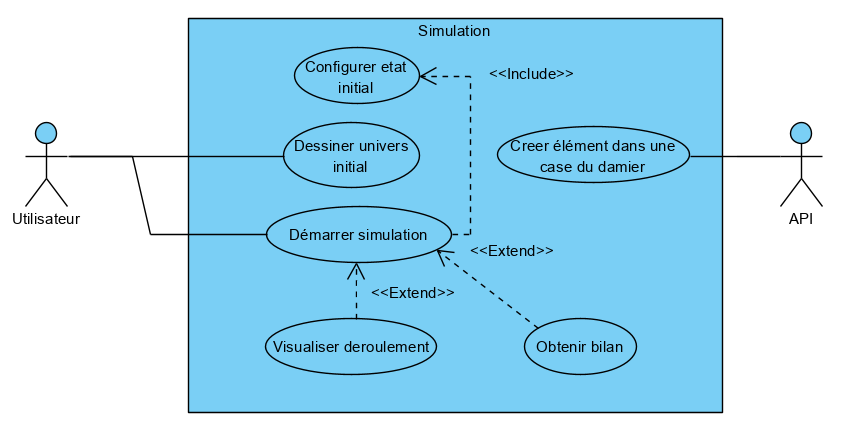 Simulation
Configurer etat
initial
<<Include>>
Dessiner univers
initial
Creer élément dans une
case du damier
Utilisateur
API
Démarrer simulation
<<Extend>>
<<Extend>>
Visualiser deroulement
Obtenir bilan